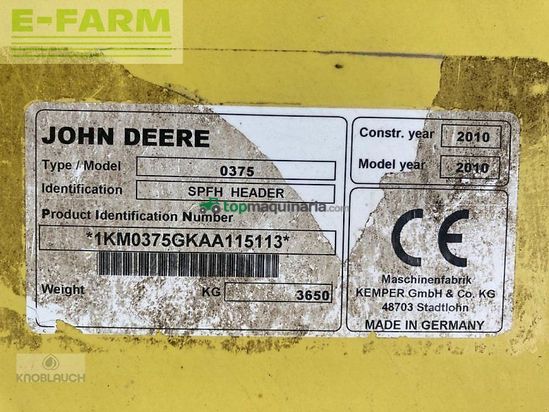 E-FARM
JOHN DEERE
Type / Model 0375
Identification SPFH HEADER
Product Identification Number
*1KM0375GKAA115113*
Weight KG 3650
Constr. year 2010
Model year 2010
CE
Maschinenfabrik
KEMPER GmbH & Co. KG
48703 Stadtlohn
MADE IN GERMANY
topmaquinaria.com
KNOBLAUCH